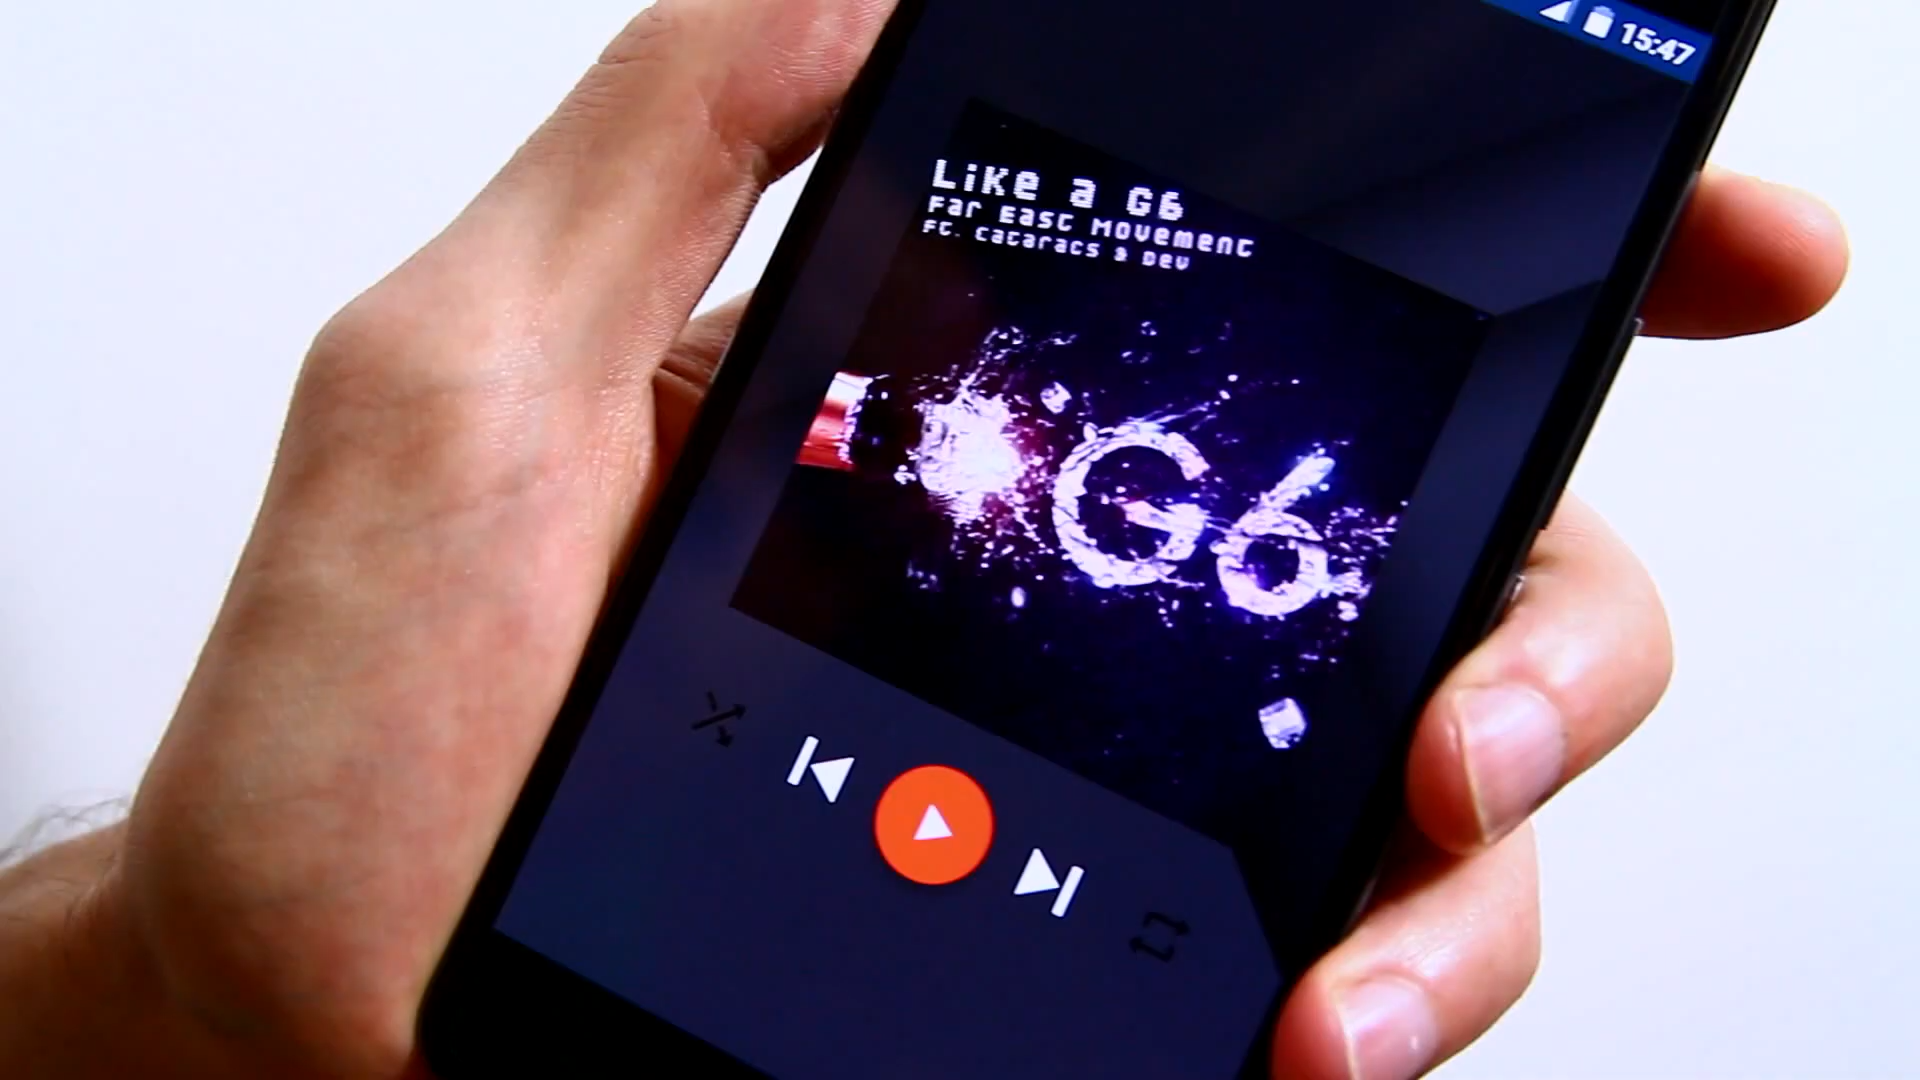 15:47
Like a G6
Far East Movement
Ft. Cataracs & Dev
G6